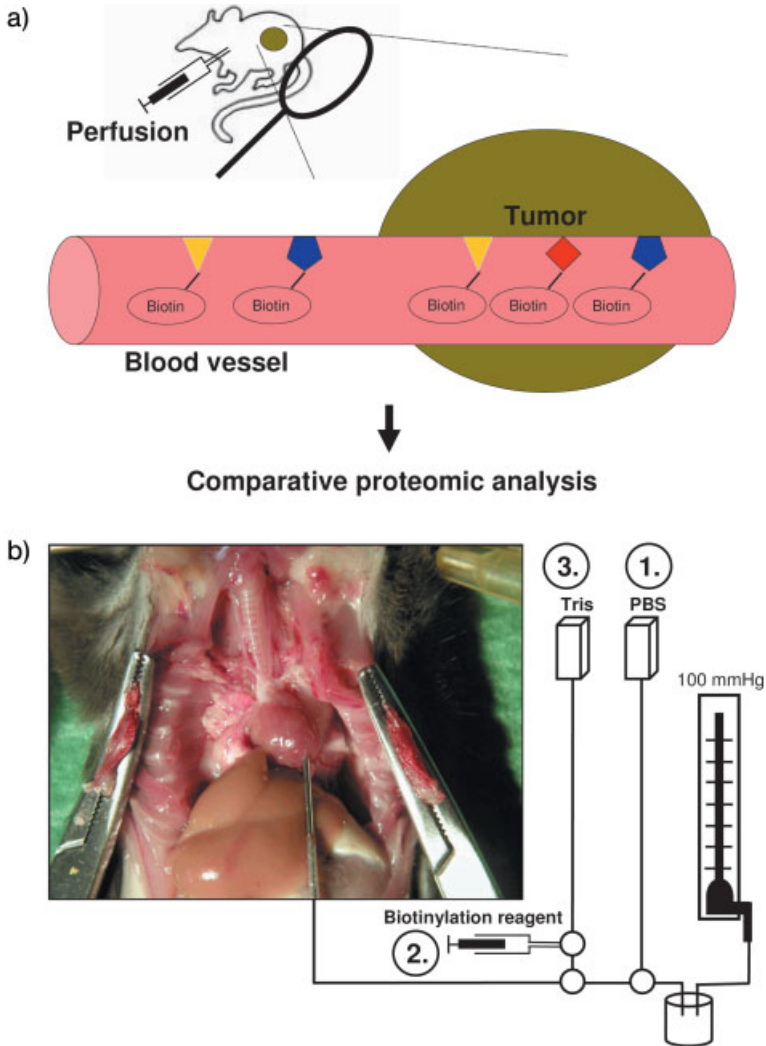 a)
Perfusion
Tumor
Biotin
Biotin
Biotin
Biotin
Biotin
Blood vessel
Comparative proteomic analysis
b)
3.
1.
Tris
PBS
100 mmHg
Biotinylation reagent
2.